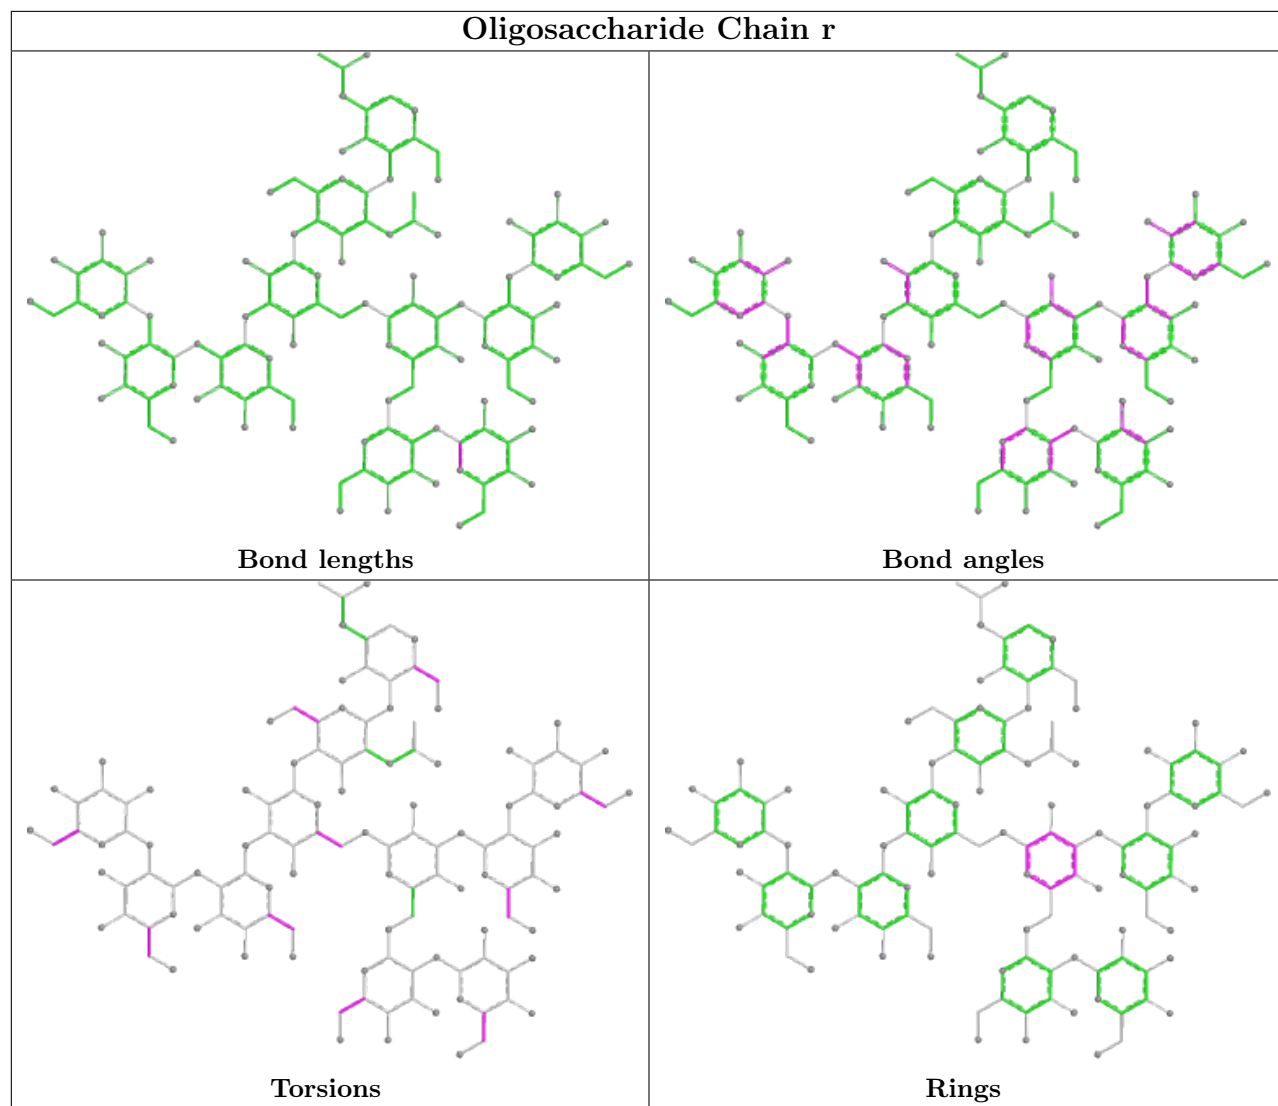 Oligosaccharide Chain r
Bond lengths
Bond angles
Torsions
Rings